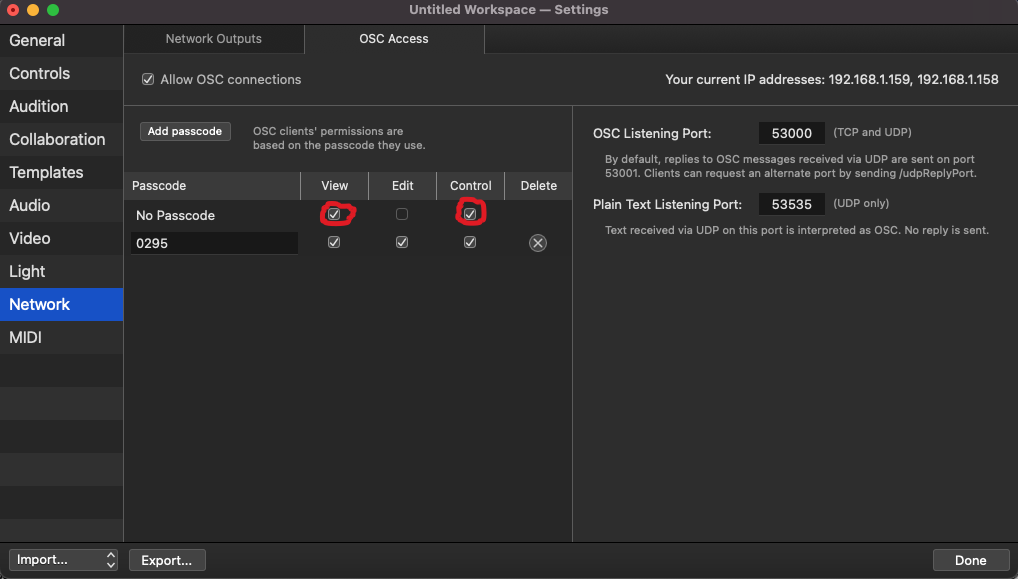 Untitled Workspace — Settings
General
Controls
Audition
Collaboration
Templates
Audio
Video
Light
Network
MIDI
Network Outputs
OSC Access
Allow OSC connections
Your current IP addresses: 192.168.1.159, 192.168.1.158
Add passcode
OSC clients' permissions are
based on the passcode they use.
Passcode View Edit Control Delete
No Passcode
0295
OSC Listening Port: 53000 (TCP and UDP)
By default, replies to OSC messages received via UDP are sent on port
53001. Clients can request an alternate port by sending /udpReplyPort.
Plain Text Listening Port: 53535 (UDP only)
Text received via UDP on this port is interpreted as OSC. No reply is sent.
Import...
Export...
Done